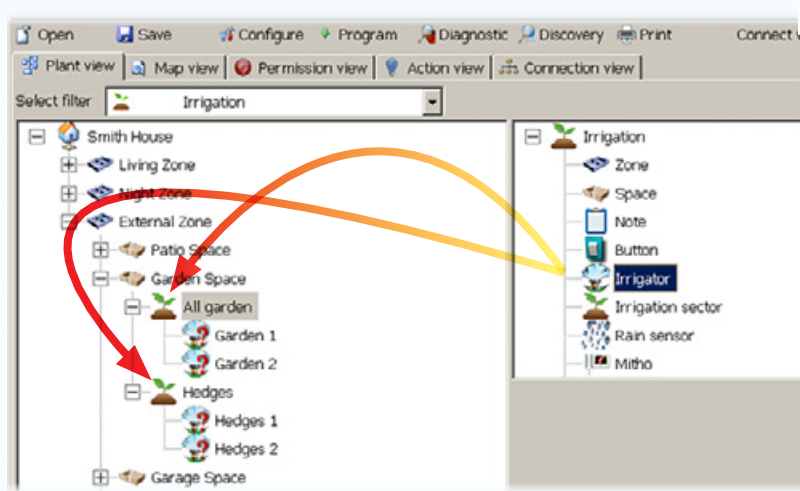 Open Save Configure Program Diagnostic Discovery Print Connect
Plant view Map view Permission view Action view Connection view
Select filter Irrigation
Smith House
Living Zone
Night Zone
External Zone
Patio Space
Garden Space
All garden
Garden 1
Garden 2
Hedges
Hedges 1
Hedges 2
Garage Space
Irrigation
Zone
Space
Note
Button
Irrigator
Irrigation sector
Rain sensor
Mitho